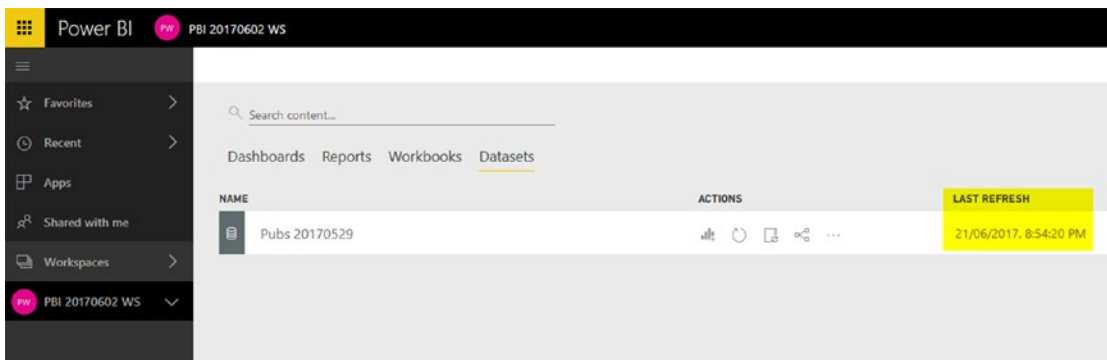 Power BI PW PBI 20170602 WS
Favorites
Recent
Apps
Shared with me
Workspaces
PW PBI 20170602 WS
Search content...
Dashboards Reports Workbooks Datasets
NAME ACTIONS LAST REFRESH
Pubs 20170529 ... 21/06/2017, 8:54:20 PM